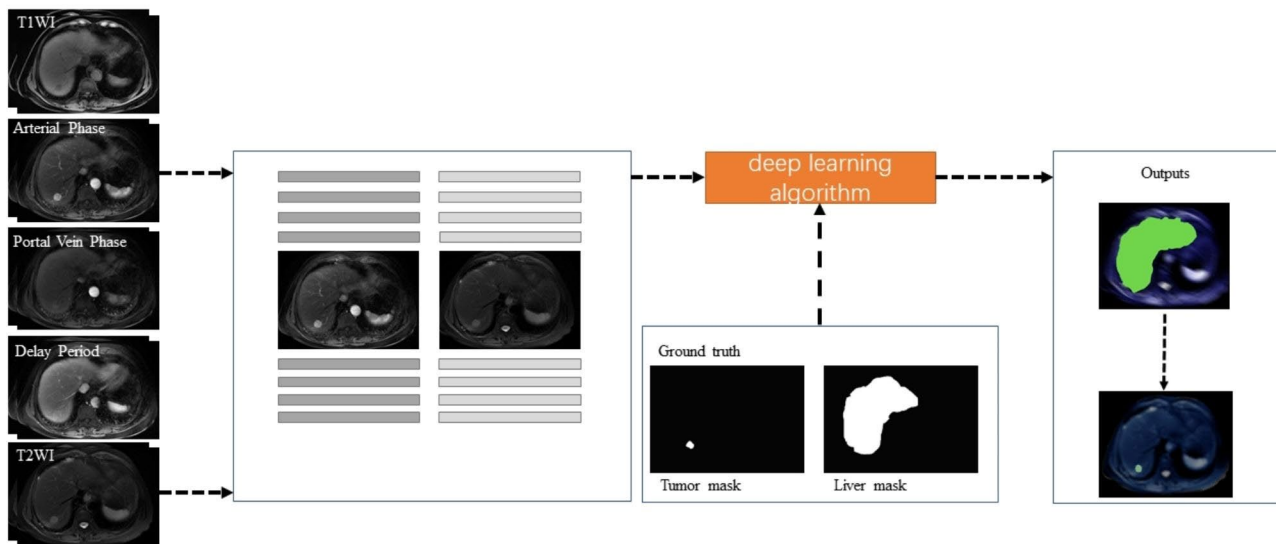 T1WI
Arterial Phase
Portal Vein Phase
Delay Period
T2WI
deep learning
algorithm
Ground truth
Tumor mask
Liver mask
Outputs